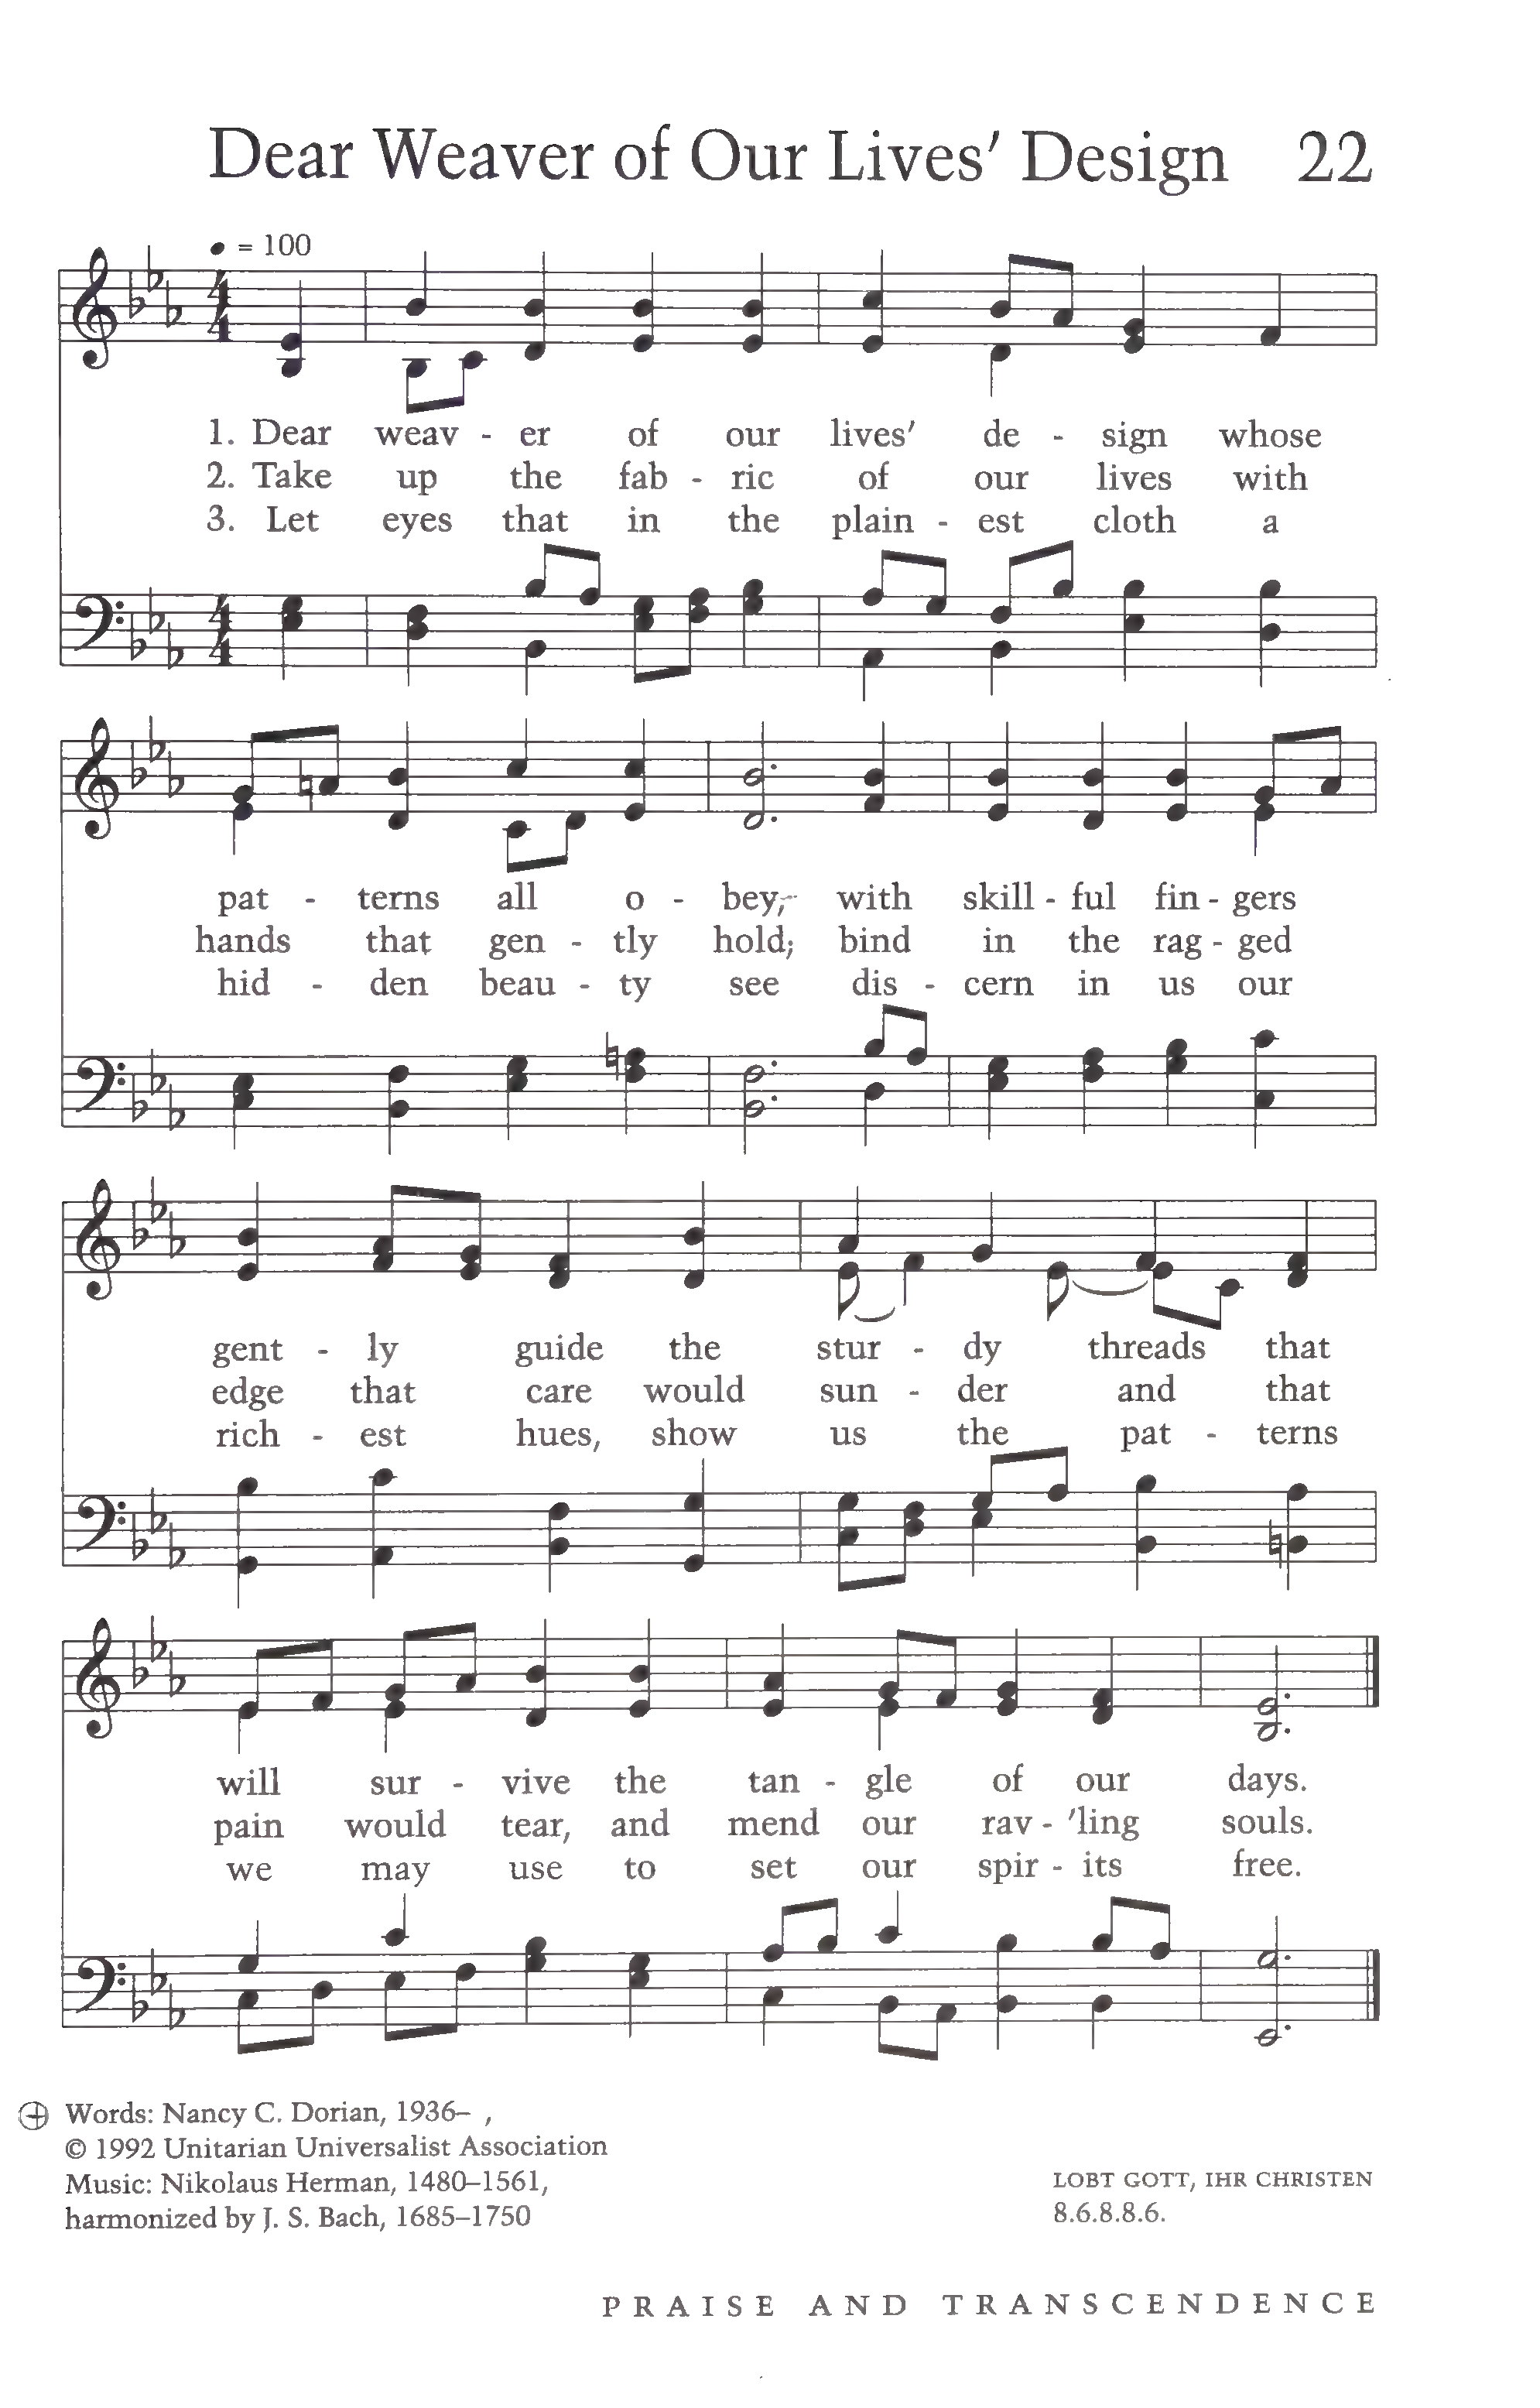 Dear Weaver of Our Lives' Design 22
= 100
1. Dear weav - er of our lives' de - sign whose
2. Take up the fab - ric of our lives with
3. Let eyes that in the plain - est cloth a
pat - terns all o - bey, with skill - ful fin - gers
hands that gen - tly hold; bind in the rag - ged
hid - den beau - ty see dis - cern in us our
gent - ly guide the stur - dy threads that
edge that care would sun - der and that
rich - est hues, show us the pat - terns
will sur - vive the tan - gle of our days.
pain would tear, and mend our rav - 'ling souls.
we may use to set our spir - its free.
Words: Nancy C. Dorian, 1936– ,
© 1992 Unitarian Universalist Association
Music: Nikolaus Herman, 1480–1561,
harmonized by J. S. Bach, 1685–1750
LOBT GOTT, IHR CHRISTEN
8.6.8.8.6.
PRAISE AND TRANSCENDENCE